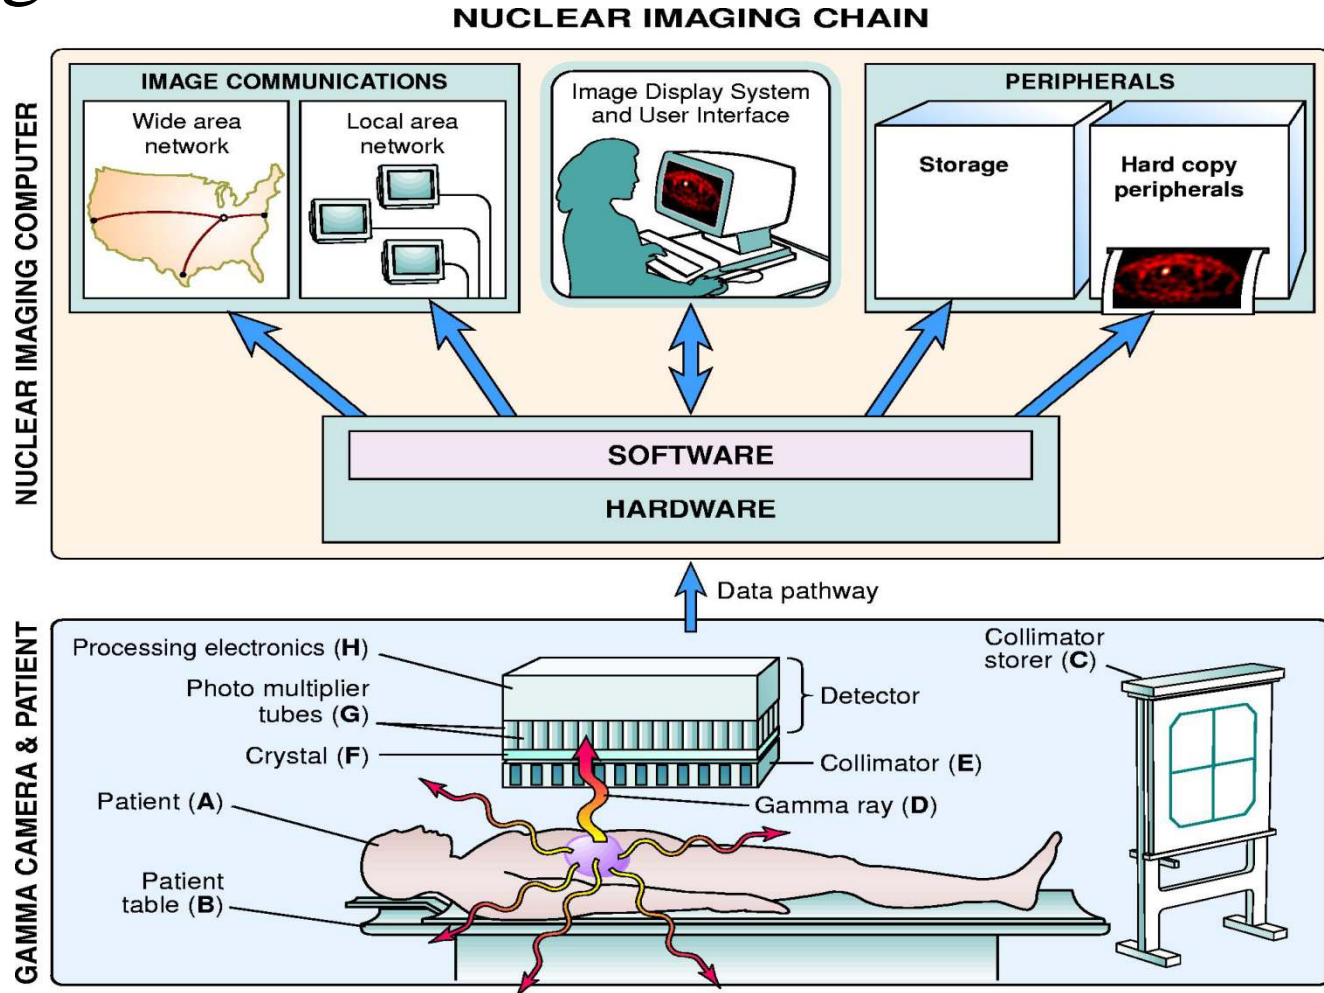 NUCLEAR IMAGING CHAIN
NUCLEAR IMAGING COMPUTER
IMAGE COMMUNICATIONS
Wide area
network
Local area
network
Image Display System
and User Interface
PERIPHERALS
Storage
Hard copy
peripherals
SOFTWARE
HARDWARE
Data pathway
GAMMA CAMERA & PATIENT
Processing electronics (H)
Photo multiplier
tubes (G)
Crystal (F)
Patient (A)
Patient
table (B)
Detector
Collimator (E)
Gamma ray (D)
Collimator
storer (C)